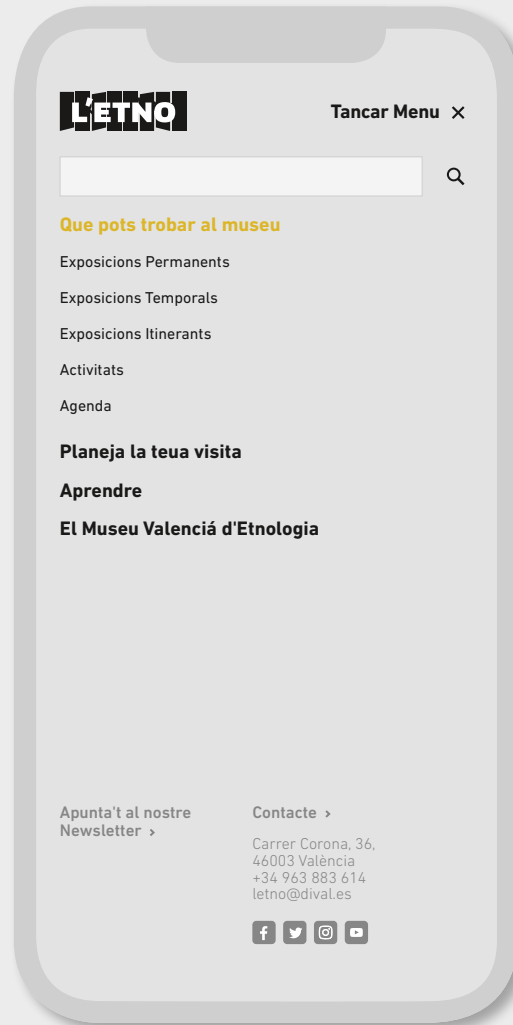 L'ETNO
Tancar Menu
Que pots trobar al museu
Exposicions Permanents
Exposicions Temporals
Exposicions Itinerants
Activitats
Agenda
Planeja la teua visita
Aprendre
El Museu Valenciá d'Etnologia
Apunta't al nostre
Newsletter ›
Contacte ›
Carrer Corona, 36,
46003 València
+34 963 883 614
letno@dival.es